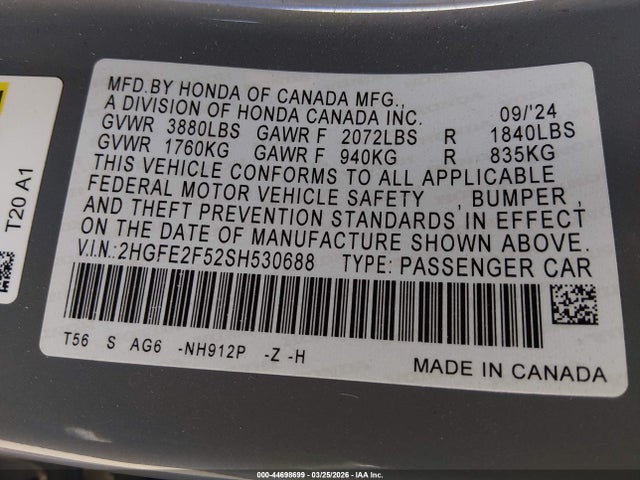 MFD.BY HONDA OF CANADA MFG.,
A DIVISION OF HONDA CANADA INC. 09/'24
GVWR 3880LBS GAWR F 2072LBS R 1840LBS
GVWR 1760KG GAWR F 940KG R 835KG
THIS VEHICLE CONFORMS TO ALL APPLICABLE
FEDERAL MOTOR VEHICLE SAFETY , BUMPER ,
AND THEFT PREVENTION STANDARDS IN EFFECT
ON THE DATE OF MANUFACTURE SHOWN ABOVE.
V.I.N.:2HGFE2F52SH530688 TYPE: PASSENGER CAR
T56 S AG6 -NH912P -Z -H
MADE IN CANADA
T20 A1
000-44698699 | 03/25/2026 - IAA Inc.